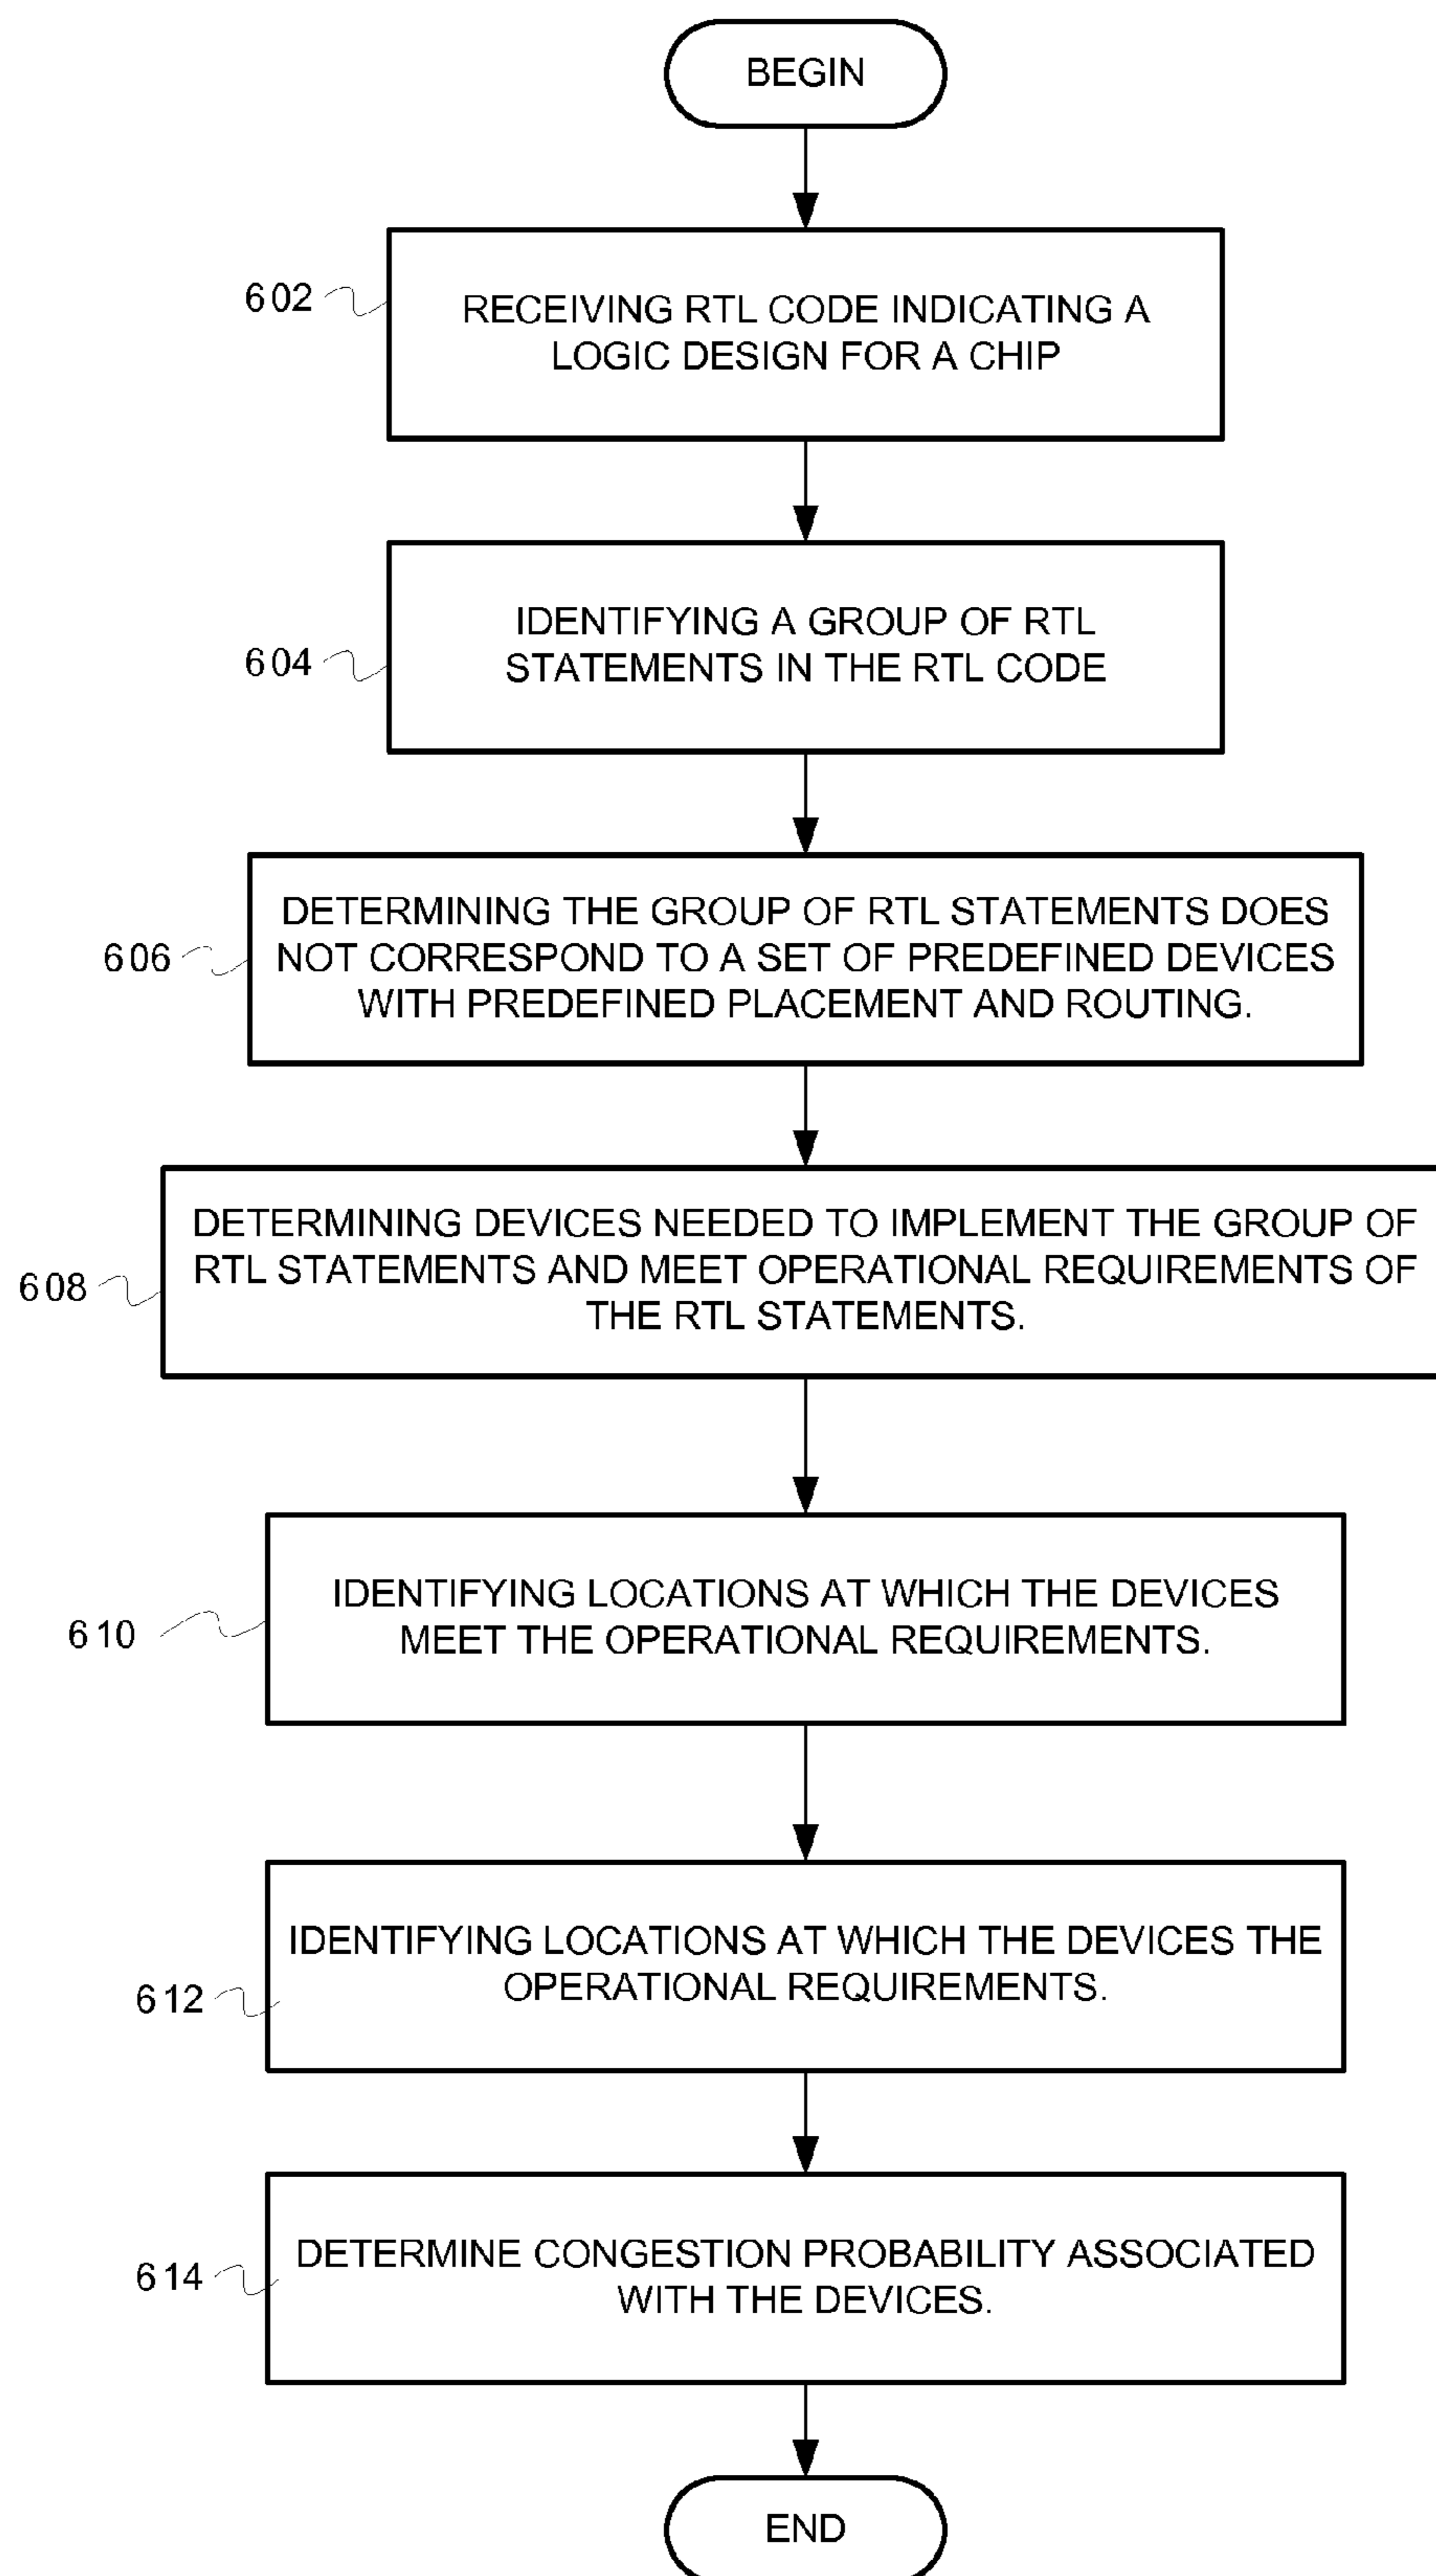 BEGIN
602
RECEIVING RTL CODE INDICATING A
LOGIC DESIGN FOR A CHIP
604
IDENTIFYING A GROUP OF RTL
STATEMENTS IN THE RTL CODE
606
DETERMINING THE GROUP OF RTL STATEMENTS DOES
NOT CORRESPOND TO A SET OF PREDEFINED DEVICES
WITH PREDEFINED PLACEMENT AND ROUTING.
608
DETERMINING DEVICES NEEDED TO IMPLEMENT THE GROUP OF
RTL STATEMENTS AND MEET OPERATIONAL REQUIREMENTS OF
THE RTL STATEMENTS.
610
IDENTIFYING LOCATIONS AT WHICH THE DEVICES
MEET THE OPERATIONAL REQUIREMENTS.
612
IDENTIFYING LOCATIONS AT WHICH THE DEVICES THE
OPERATIONAL REQUIREMENTS.
614
DETERMINE CONGESTION PROBABILITY ASSOCIATED
WITH THE DEVICES.
END